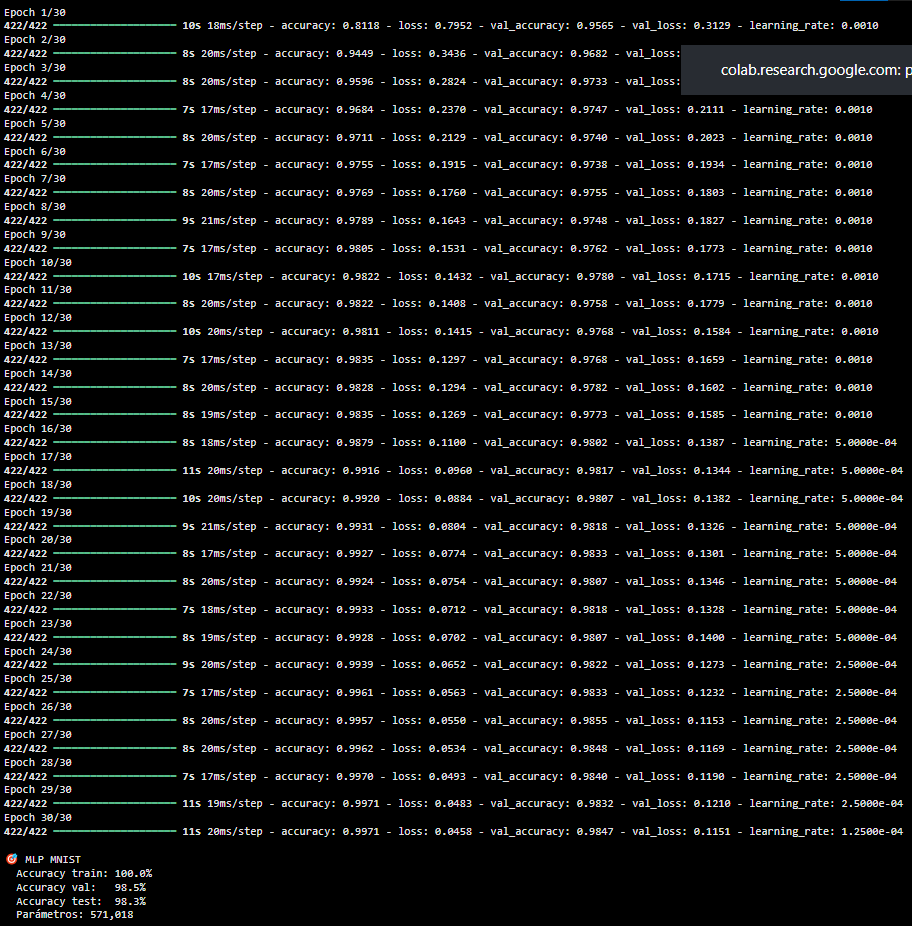 Epoch 1/30
422/422 ━━━━━━━━━━━━━━━━━━━━ 10s 18ms/step - accuracy: 0.8118 - loss: 0.7952 - val_accuracy: 0.9565 - val_loss: 0.3129 - learning_rate: 0.0010
Epoch 2/30
422/422 ━━━━━━━━━━━━━━━━━━━━ 8s 20ms/step - accuracy: 0.9449 - loss: 0.3436 - val_accuracy: 0.9682 - val_loss:
Epoch 3/30
colab.research.google.com: p
422/422 ━━━━━━━━━━━━━━━━━━━━ 8s 20ms/step - accuracy: 0.9596 - loss: 0.2824 - val_accuracy: 0.9733 - val_loss:
Epoch 4/30
422/422 ━━━━━━━━━━━━━━━━━━━━ 7s 17ms/step - accuracy: 0.9684 - loss: 0.2370 - val_accuracy: 0.9747 - val_loss: 0.2111 - learning_rate: 0.0010
Epoch 5/30
422/422 ━━━━━━━━━━━━━━━━━━━━ 8s 20ms/step - accuracy: 0.9711 - loss: 0.2129 - val_accuracy: 0.9740 - val_loss: 0.2023 - learning_rate: 0.0010
Epoch 6/30
422/422 ━━━━━━━━━━━━━━━━━━━━ 7s 17ms/step - accuracy: 0.9755 - loss: 0.1915 - val_accuracy: 0.9738 - val_loss: 0.1934 - learning_rate: 0.0010
Epoch 7/30
422/422 ━━━━━━━━━━━━━━━━━━━━ 8s 20ms/step - accuracy: 0.9769 - loss: 0.1760 - val_accuracy: 0.9755 - val_loss: 0.1803 - learning_rate: 0.0010
Epoch 8/30
422/422 ━━━━━━━━━━━━━━━━━━━━ 9s 21ms/step - accuracy: 0.9789 - loss: 0.1643 - val_accuracy: 0.9748 - val_loss: 0.1827 - learning_rate: 0.0010
Epoch 9/30
422/422 ━━━━━━━━━━━━━━━━━━━━ 7s 17ms/step - accuracy: 0.9805 - loss: 0.1531 - val_accuracy: 0.9762 - val_loss: 0.1773 - learning_rate: 0.0010
Epoch 10/30
422/422 ━━━━━━━━━━━━━━━━━━━━ 10s 17ms/step - accuracy: 0.9822 - loss: 0.1432 - val_accuracy: 0.9780 - val_loss: 0.1715 - learning_rate: 0.0010
Epoch 11/30
422/422 ━━━━━━━━━━━━━━━━━━━━ 8s 20ms/step - accuracy: 0.9822 - loss: 0.1408 - val_accuracy: 0.9758 - val_loss: 0.1779 - learning_rate: 0.0010
Epoch 12/30
422/422 ━━━━━━━━━━━━━━━━━━━━ 10s 20ms/step - accuracy: 0.9811 - loss: 0.1415 - val_accuracy: 0.9768 - val_loss: 0.1584 - learning_rate: 0.0010
Epoch 13/30
422/422 ━━━━━━━━━━━━━━━━━━━━ 7s 17ms/step - accuracy: 0.9835 - loss: 0.1297 - val_accuracy: 0.9768 - val_loss: 0.1659 - learning_rate: 0.0010
Epoch 14/30
422/422 ━━━━━━━━━━━━━━━━━━━━ 8s 20ms/step - accuracy: 0.9828 - loss: 0.1294 - val_accuracy: 0.9782 - val_loss: 0.1602 - learning_rate: 0.0010
Epoch 15/30
422/422 ━━━━━━━━━━━━━━━━━━━━ 8s 19ms/step - accuracy: 0.9835 - loss: 0.1269 - val_accuracy: 0.9773 - val_loss: 0.1585 - learning_rate: 0.0010
Epoch 16/30
422/422 ━━━━━━━━━━━━━━━━━━━━ 8s 18ms/step - accuracy: 0.9879 - loss: 0.1100 - val_accuracy: 0.9802 - val_loss: 0.1387 - learning_rate: 5.0000e-04
Epoch 17/30
422/422 ━━━━━━━━━━━━━━━━━━━━ 11s 20ms/step - accuracy: 0.9916 - loss: 0.0960 - val_accuracy: 0.9817 - val_loss: 0.1344 - learning_rate: 5.0000e-04
Epoch 18/30
422/422 ━━━━━━━━━━━━━━━━━━━━ 10s 20ms/step - accuracy: 0.9920 - loss: 0.0884 - val_accuracy: 0.9807 - val_loss: 0.1382 - learning_rate: 5.0000e-04
Epoch 19/30
422/422 ━━━━━━━━━━━━━━━━━━━━ 9s 21ms/step - accuracy: 0.9931 - loss: 0.0804 - val_accuracy: 0.9818 - val_loss: 0.1326 - learning_rate: 5.0000e-04
Epoch 20/30
422/422 ━━━━━━━━━━━━━━━━━━━━ 8s 17ms/step - accuracy: 0.9927 - loss: 0.0774 - val_accuracy: 0.9833 - val_loss: 0.1301 - learning_rate: 5.0000e-04
Epoch 21/30
422/422 ━━━━━━━━━━━━━━━━━━━━ 8s 20ms/step - accuracy: 0.9924 - loss: 0.0754 - val_accuracy: 0.9807 - val_loss: 0.1346 - learning_rate: 5.0000e-04
Epoch 22/30
422/422 ━━━━━━━━━━━━━━━━━━━━ 7s 18ms/step - accuracy: 0.9933 - loss: 0.0712 - val_accuracy: 0.9818 - val_loss: 0.1328 - learning_rate: 5.0000e-04
Epoch 23/30
422/422 ━━━━━━━━━━━━━━━━━━━━ 8s 19ms/step - accuracy: 0.9928 - loss: 0.0702 - val_accuracy: 0.9807 - val_loss: 0.1400 - learning_rate: 5.0000e-04
Epoch 24/30
422/422 ━━━━━━━━━━━━━━━━━━━━ 9s 20ms/step - accuracy: 0.9939 - loss: 0.0652 - val_accuracy: 0.9822 - val_loss: 0.1273 - learning_rate: 2.5000e-04
Epoch 25/30
422/422 ━━━━━━━━━━━━━━━━━━━━ 7s 17ms/step - accuracy: 0.9961 - loss: 0.0563 - val_accuracy: 0.9833 - val_loss: 0.1232 - learning_rate: 2.5000e-04
Epoch 26/30
422/422 ━━━━━━━━━━━━━━━━━━━━ 8s 20ms/step - accuracy: 0.9957 - loss: 0.0550 - val_accuracy: 0.9855 - val_loss: 0.1153 - learning_rate: 2.5000e-04
Epoch 27/30
422/422 ━━━━━━━━━━━━━━━━━━━━ 8s 20ms/step - accuracy: 0.9962 - loss: 0.0534 - val_accuracy: 0.9848 - val_loss: 0.1169 - learning_rate: 2.5000e-04
Epoch 28/30
422/422 ━━━━━━━━━━━━━━━━━━━━ 7s 17ms/step - accuracy: 0.9970 - loss: 0.0493 - val_accuracy: 0.9840 - val_loss: 0.1190 - learning_rate: 2.5000e-04
Epoch 29/30
422/422 ━━━━━━━━━━━━━━━━━━━━ 11s 19ms/step - accuracy: 0.9971 - loss: 0.0483 - val_accuracy: 0.9832 - val_loss: 0.1210 - learning_rate: 2.5000e-04
Epoch 30/30
422/422 ━━━━━━━━━━━━━━━━━━━━ 11s 20ms/step - accuracy: 0.9971 - loss: 0.0458 - val_accuracy: 0.9847 - val_loss: 0.1151 - learning_rate: 1.2500e-04
🎯 MLP MNIST
Accuracy train: 100.0%
Accuracy val: 98.5%
Accuracy test: 98.3%
Parámetros: 571,018